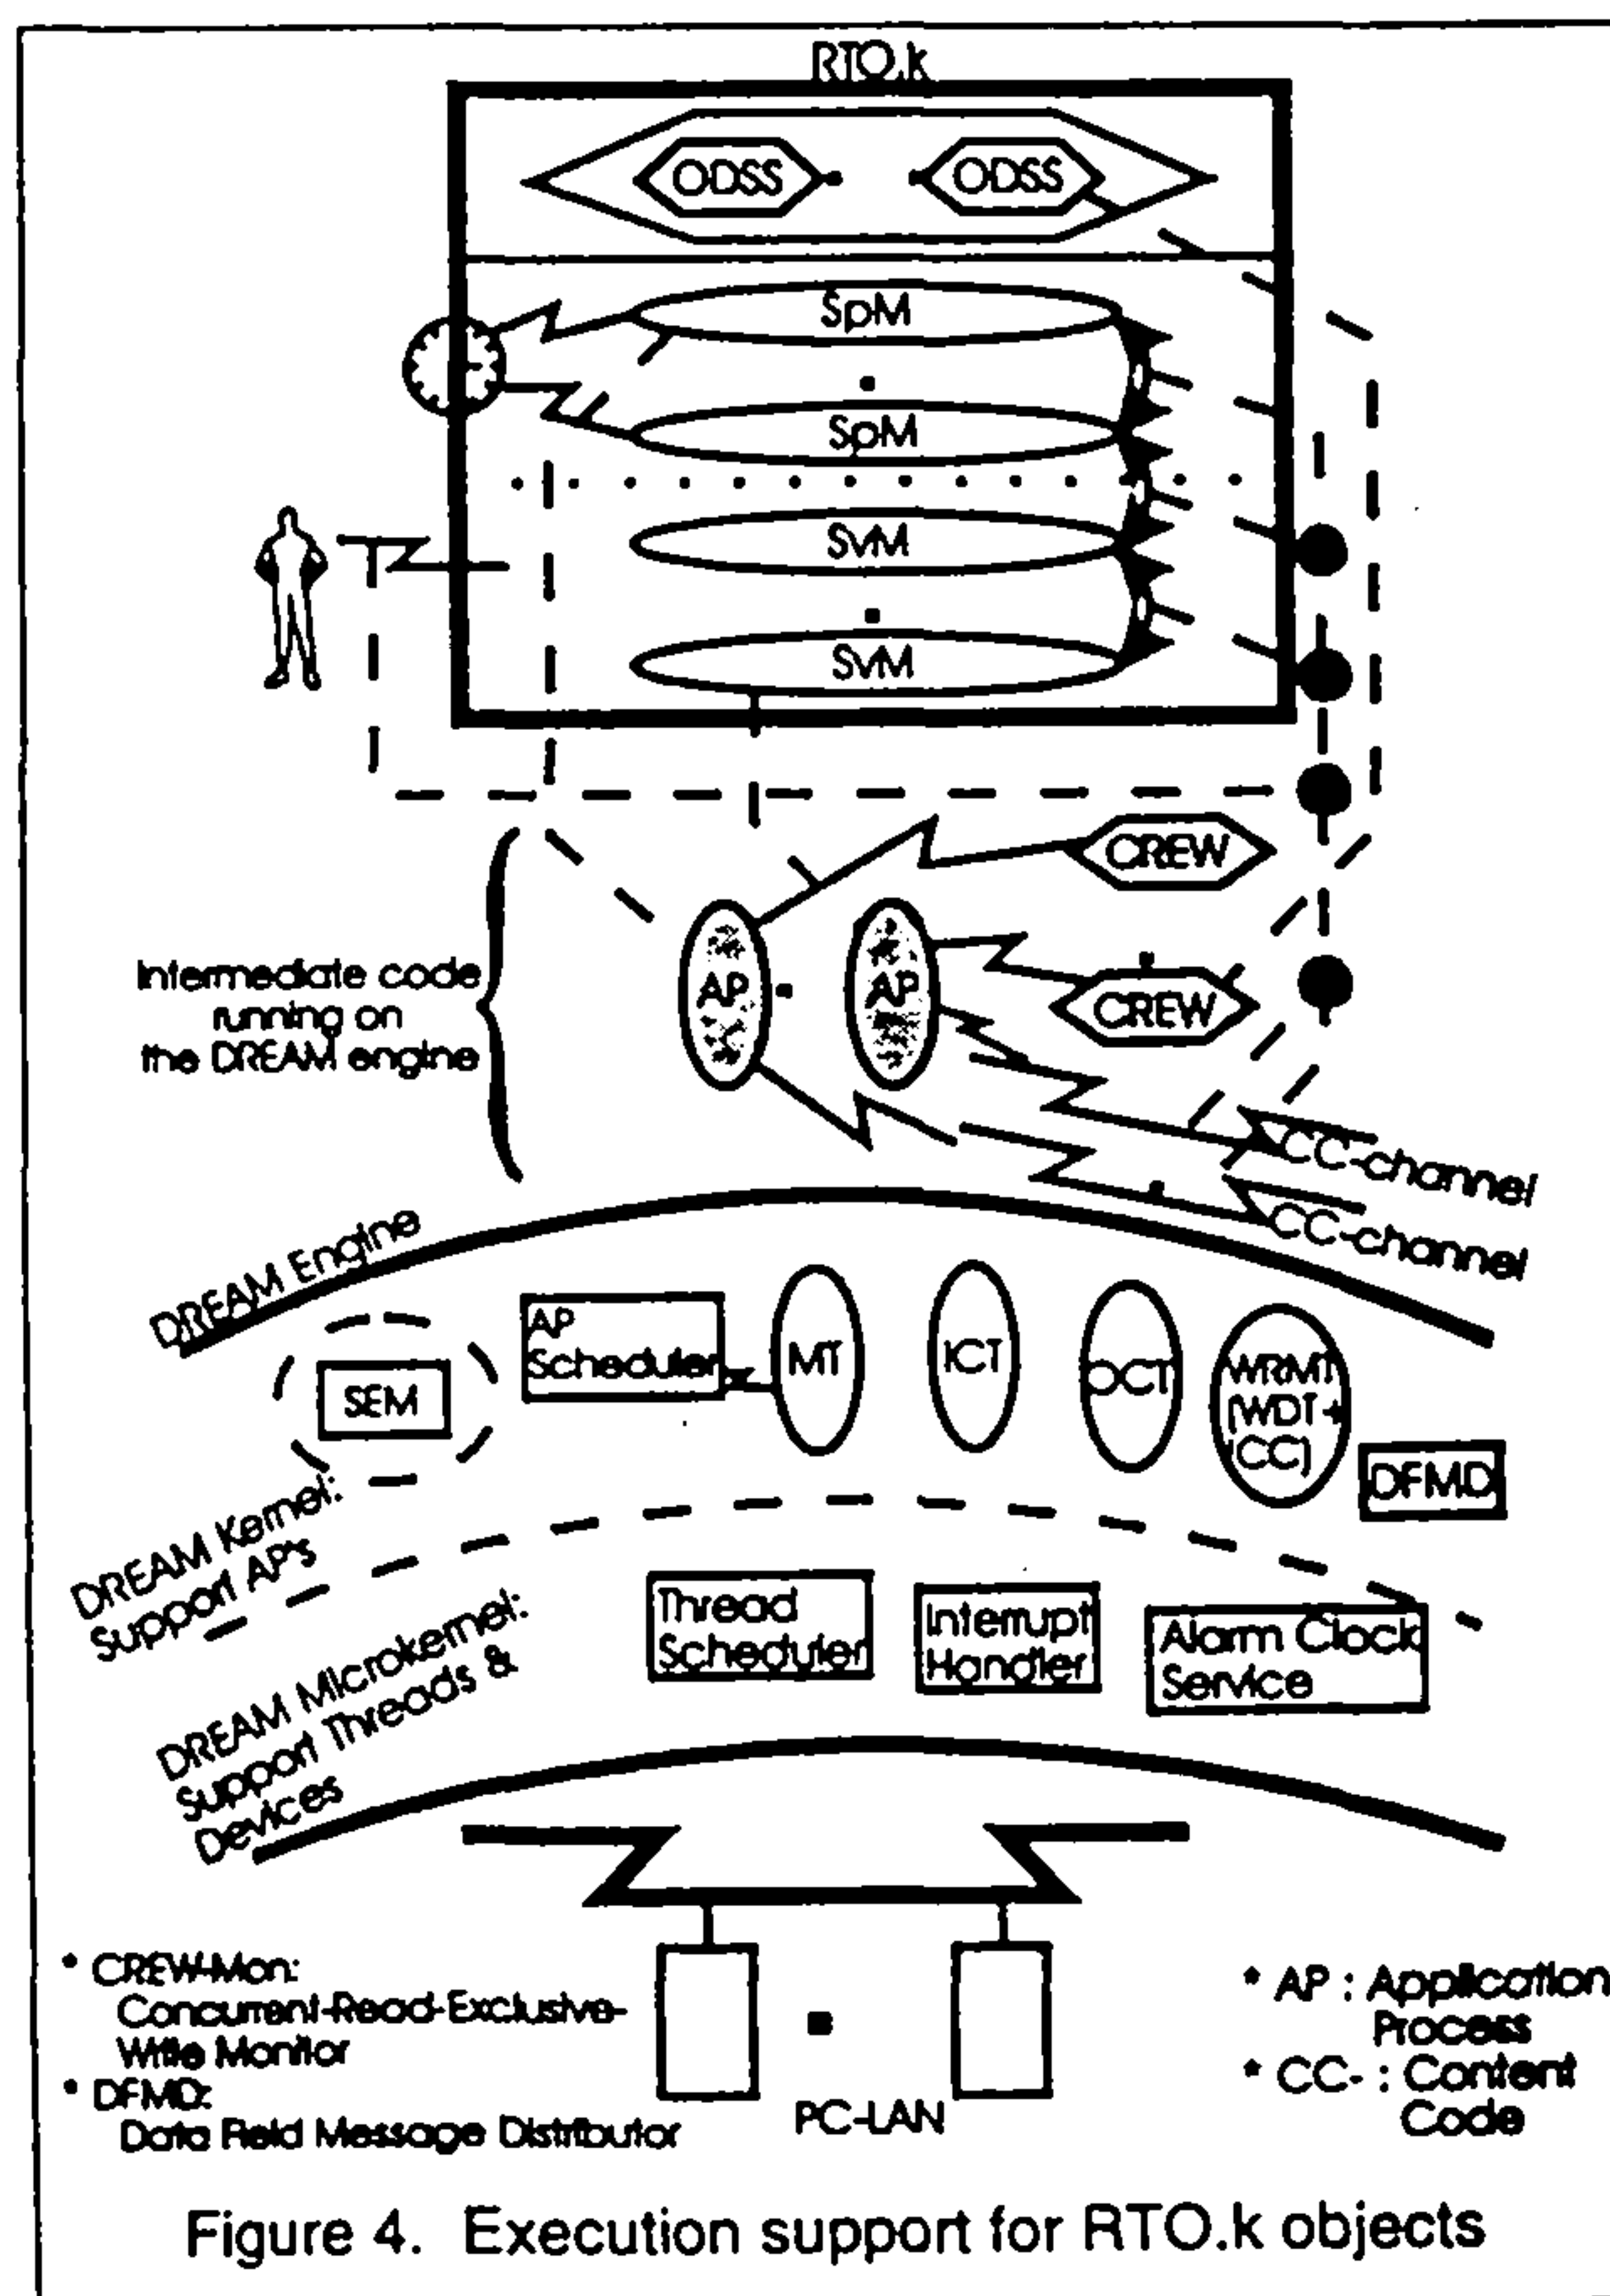 RTO.k
ODSS
ODSS
SpM
SpM
SvM
SvM
CREW
AP
AP
CREW
Intermediate code
running on
the DREAM engine
CC-channel
CC-channel
DREAM Engine
SEM
AP
Scheduler
MT
ICT
OCT
WRMT
[WDT+
ICC]
DFMD
DREAM Kernel:
Support AP's
DREAM Microkernel:
Support Threads &
Devices
Thread
Scheduler
Interrupt
Handler
Alarm Clock
Service
* CREW-Mon:
Concurrent-Read-Exclusive-
Write Monitor
* DFMD:
Data Field Message Distributor
PC-LAN
* AP : Application
Process
* CC- : Content
Code
Figure 4. Execution support for RTO.k objects